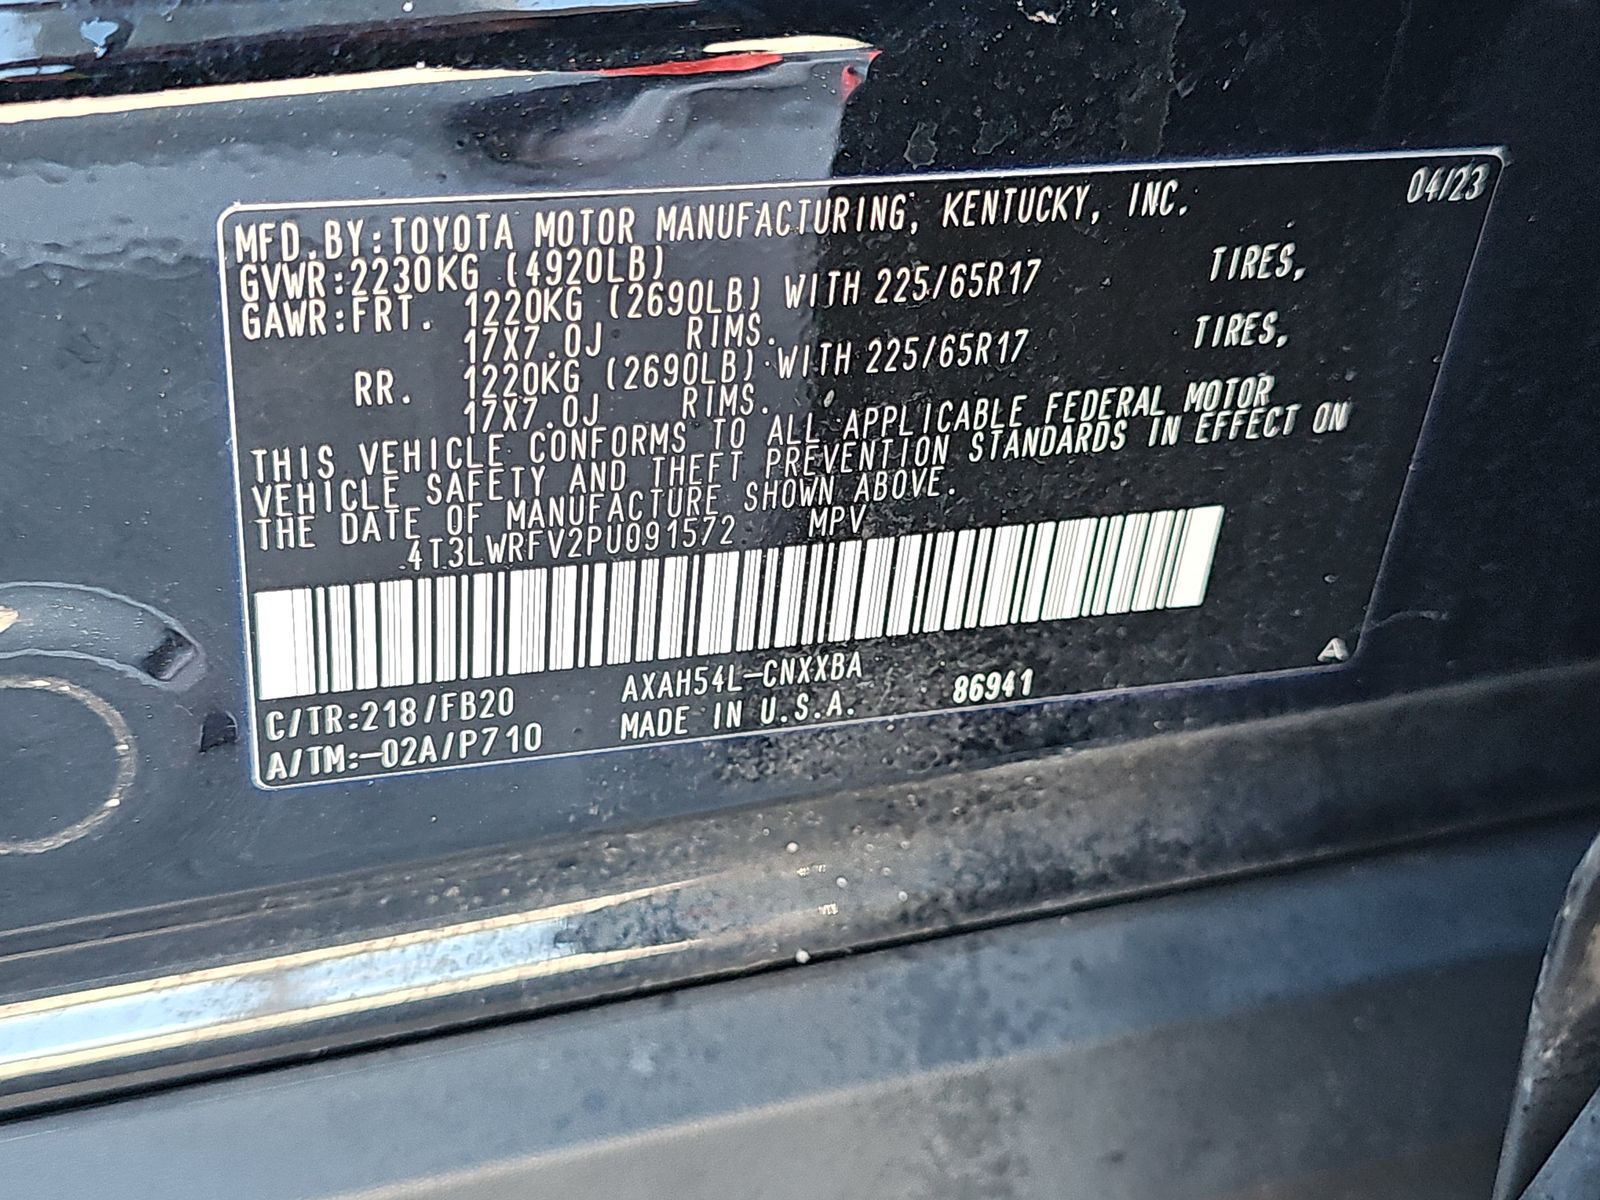 04/23
MFD.BY:TOYOTA MOTOR MANUFACTURING, KENTUCKY, INC.
GVWR:2230KG (4920LB)
GAWR:FRT. 1220KG (2690LB) WITH 225/65R17 TIRES,
17X7.0J RIMS.
RR. 1220KG (2690LB) WITH 225/65R17 TIRES,
17X7.0J RIMS.
THIS VEHICLE CONFORMS TO ALL APPLICABLE FEDERAL MOTOR
VEHICLE SAFETY AND THEFT PREVENTION STANDARDS IN EFFECT ON
THE DATE OF MANUFACTURE SHOWN ABOVE.
4T3LWRFV2PU091572 MPV
C/TR:218/FB20 AXAH54L-CNXXBA A
A/TM:-02A/P710 MADE IN U.S.A. 86941